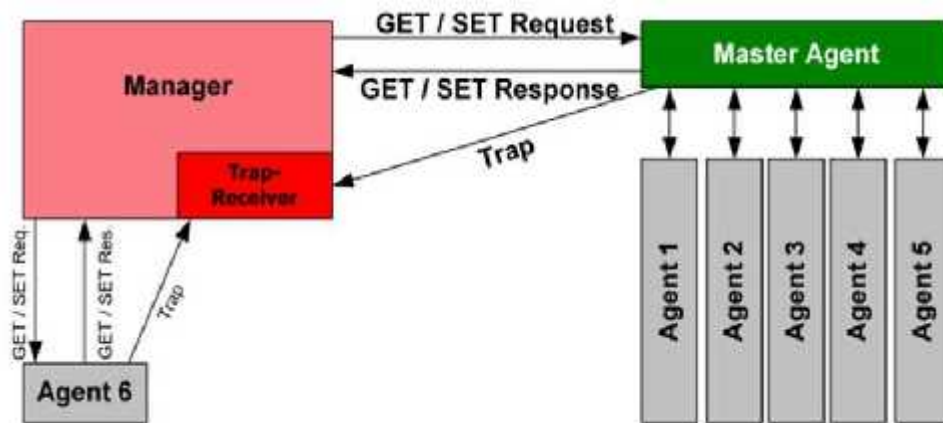 GET / SET Request
Master Agent
Manager
GET / SET Response
Trap
Trap-
Receiver
GET / SET Req.
GET / SET Res.
Trap
Agent 1
Agent 2
Agent 3
Agent 4
Agent 5
Agent 6